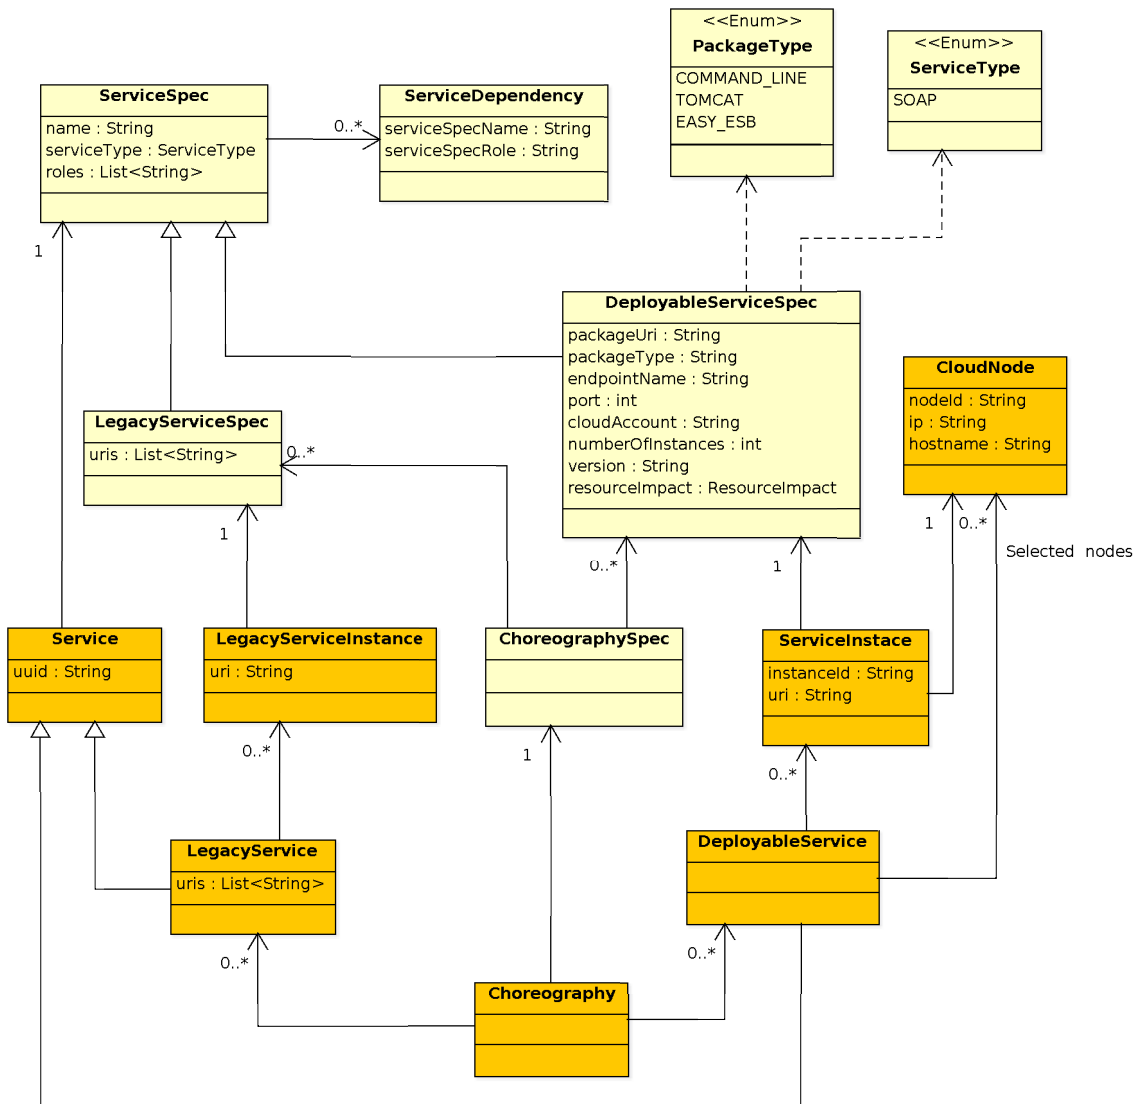 <<Enum>>
PackageType
COMMAND_LINE
TOMCAT
EASY_ESB
<<Enum>>
ServiceType
SOAP
ServiceSpec
name : String
serviceType : ServiceType
roles : List<String>
0..*
ServiceDependency
serviceSpecName : String
serviceSpecRole : String
1
DeployableServiceSpec
packageUri : String
packageType : String
endpointName : String
port : int
cloudAccount : String
numberOfInstances : int
version : String
resourceImpact : ResourceImpact
CloudNode
nodeId : String
ip : String
hostname : String
LegacyServiceSpec
uris : List<String>
0..*
1
0..*
1
1
0..*
Selected nodes
Service
uuid : String
LegacyServiceInstance
uri : String
ChoreographySpec
ServiceInstace
instanceId : String
uri : String
0..*
1
0..*
LegacyService
uris : List<String>
DeployableService
0..*
0..*
Choreography